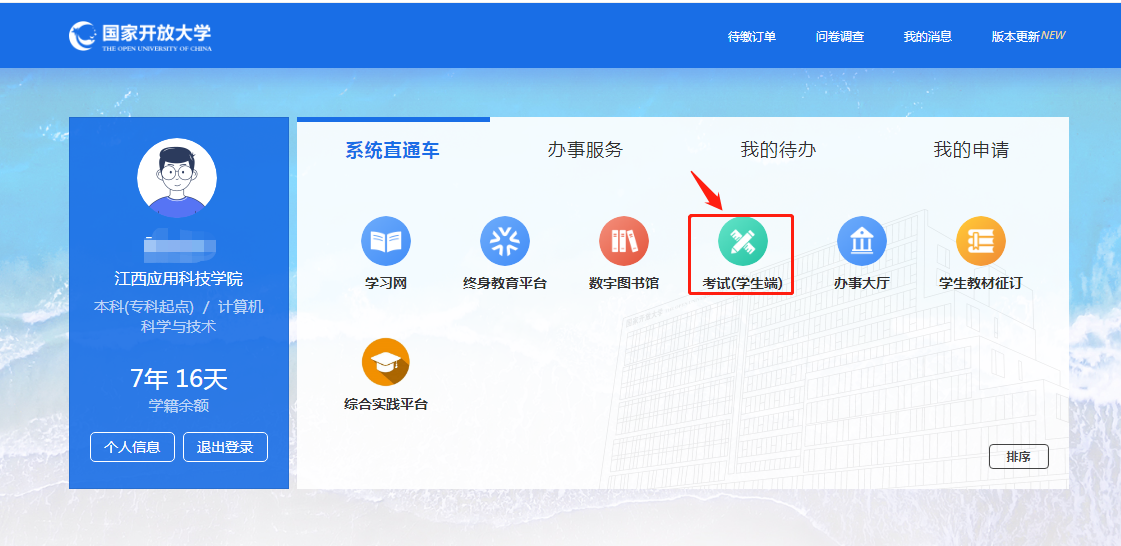 国家开放大学
THE OPEN UNIVERSITY OF CHINA
待缴订单 问卷调查 我的消息 版本更新NEW
系统直通车 办事服务 我的待办 我的申请
江西应用科技学院
本科(专科起点) / 计算机
科学与技术
7年 16天
学籍余额
个人信息 退出登录
学习网 终身教育平台 数字图书馆 考试(学生端) 办事大厅 学生教材征订
国家开放大学
综合实践平台
排序